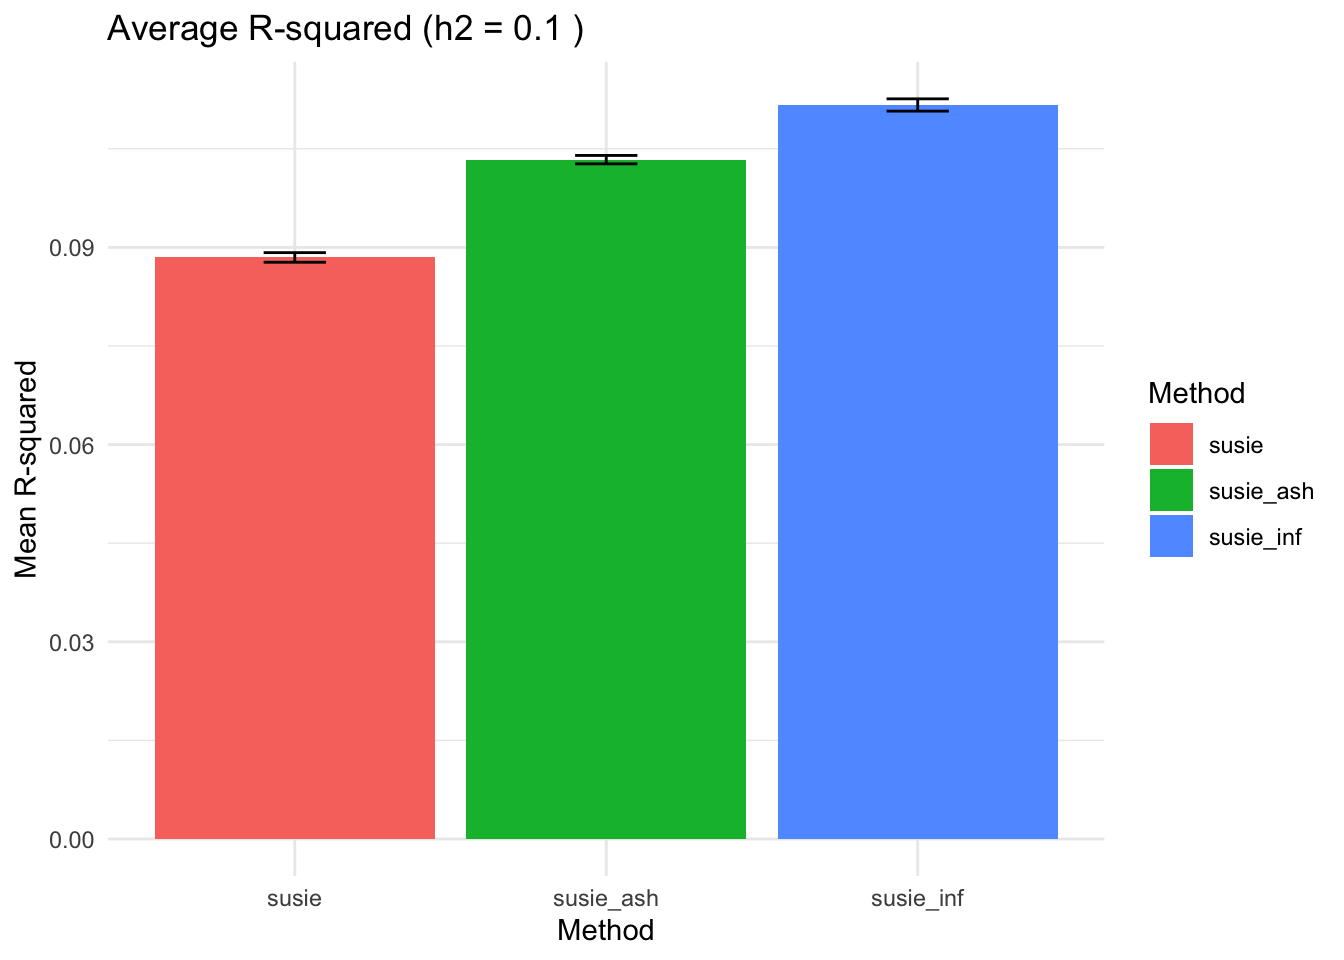 Average R-squared (h2 = 0.1 )
Mean R-squared
0.09
0.06
0.03
0.00
susie
susie_ash
susie_inf
Method
Method
susie
susie_ash
susie_inf